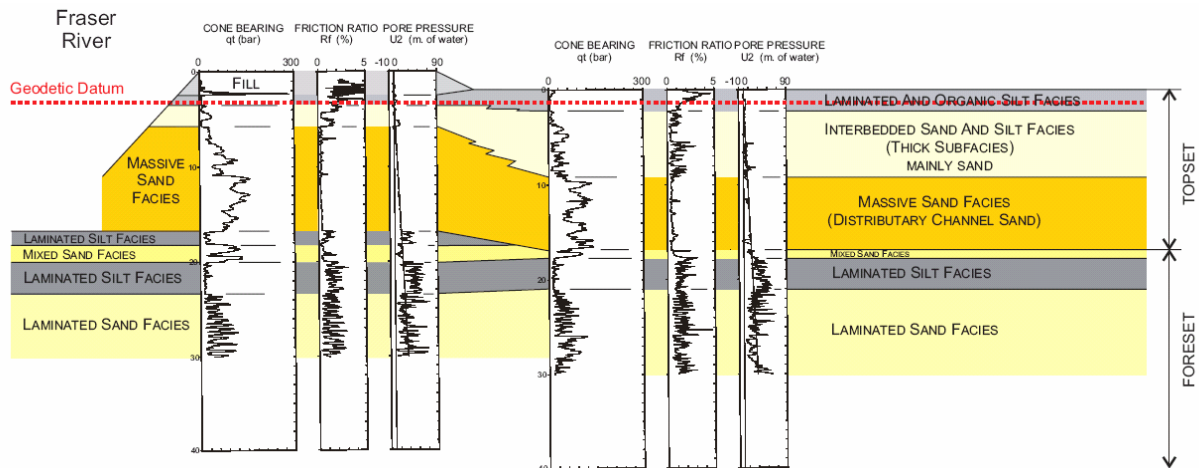 Fraser
River
Geodetic Datum
CONE BEARING
qt (bar)
FRICTION RATIO
Rf (%)
PORE PRESSURE
U2 (m. of water)
0
300
0
5
-10
0
90
0
10
20
30
40
FILL
MASSIVE
SAND
FACIES
LAMINATED SILT FACIES
MIXED SAND FACIES
LAMINATED SILT FACIES
LAMINATED SAND FACIES
CONE BEARING
qt (bar)
FRICTION RATIO
Rf (%)
PORE PRESSURE
U2 (m. of water)
0
300
0
5
-10
0
90
0
10
20
30
40
LAMINATED AND ORGANIC SILT FACIES
INTERBEDDED SAND AND SILT FACIES
(THICK SUBFACIES)
MAINLY SAND
MASSIVE SAND FACIES
(DISTRIBUTARY CHANNEL SAND)
MIXED SAND FACIES
LAMINATED SILT FACIES
LAMINATED SAND FACIES
TOPSET
FORESET